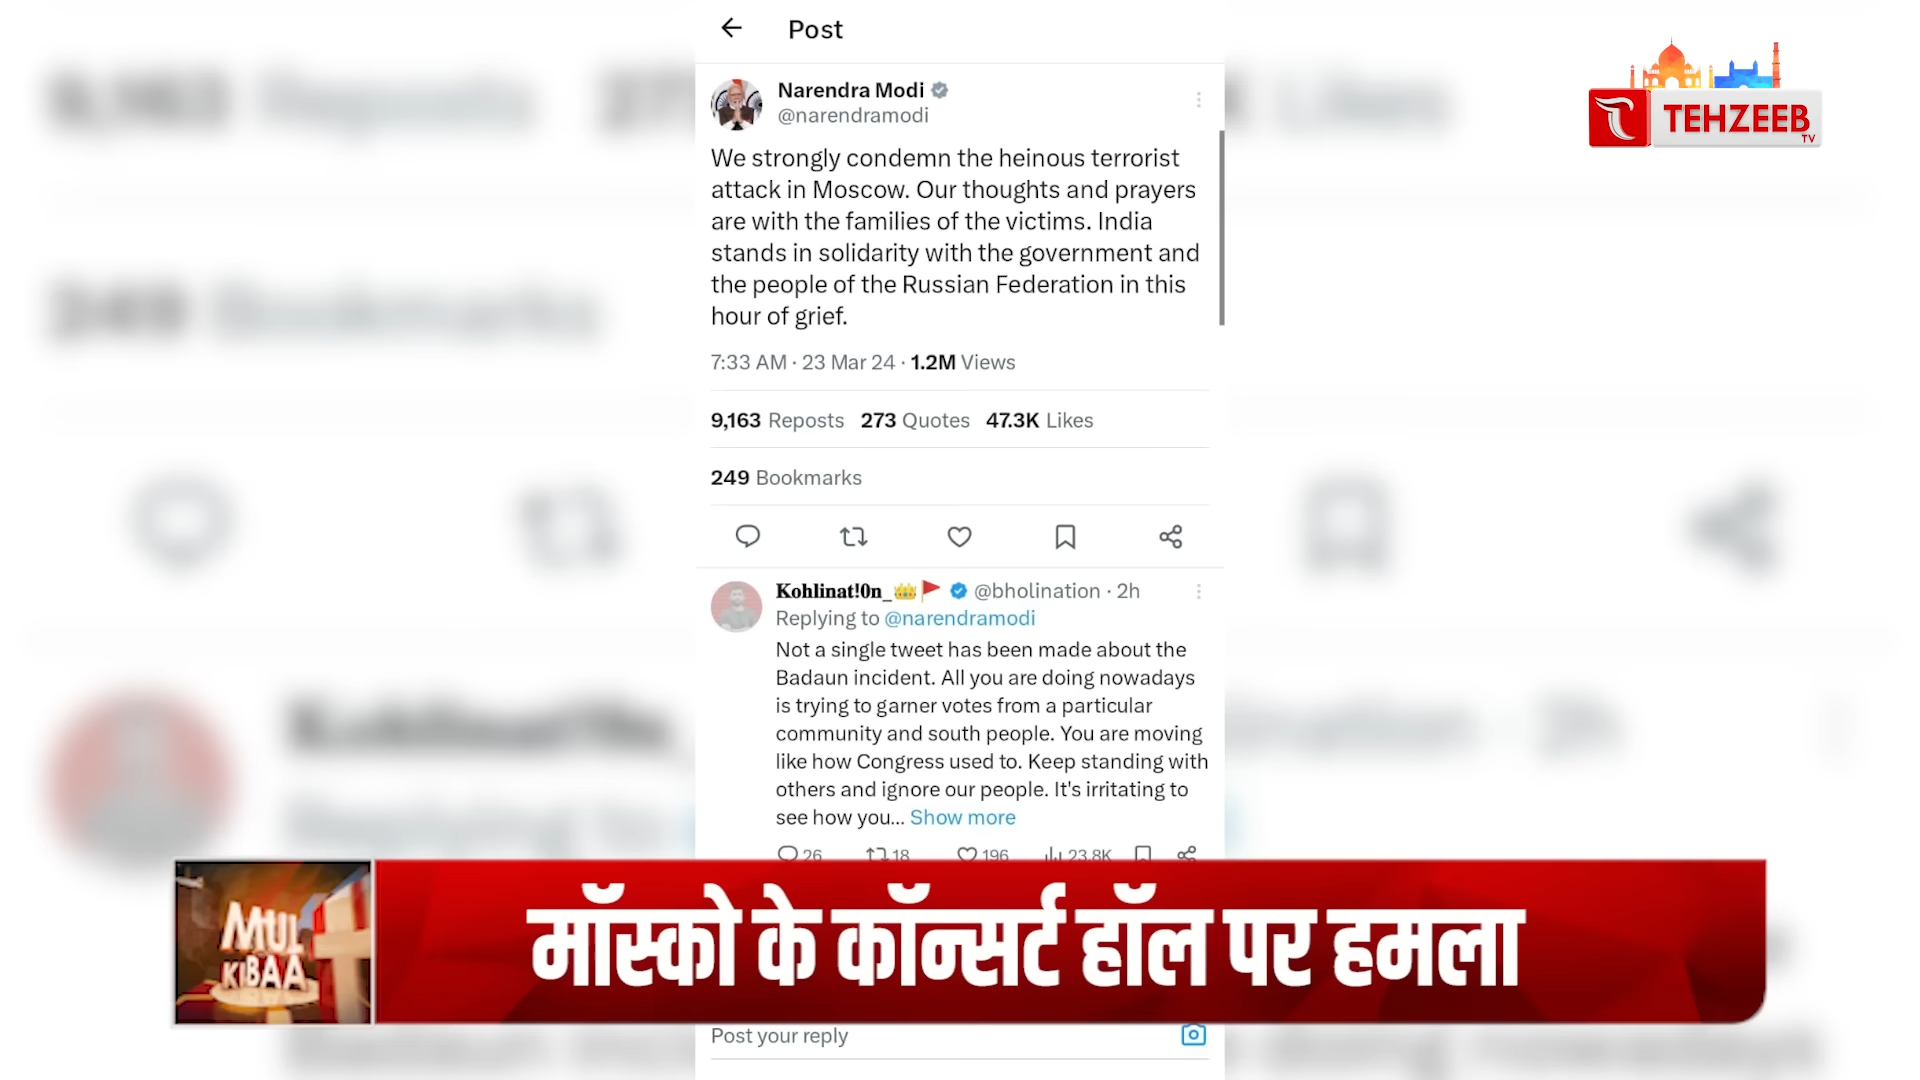 Post
TEHZEEB
TV
Narendra Modi
@narendramodi
We strongly condemn the heinous terrorist
attack in Moscow. Our thoughts and prayers
are with the families of the victims. India
stands in solidarity with the government and
the people of the Russian Federation in this
hour of grief.
7:33 AM · 23 Mar 24 · 1.2M Views
9,163 Reposts 273 Quotes 47.3K Likes
249 Bookmarks
Kohlinat!0n_👑🚩 @bholination · 2h
Replying to @narendramodi
Not a single tweet has been made about the
Badaun incident. All you are doing nowadays
is trying to garner votes from a particular
community and south people. You are moving
like how Congress used to. Keep standing with
others and ignore our people. It's irritating to
see how you... Show more
26 18 196 23.8K
MUL
KI BAA
मॉस्को के कॉन्सर्ट हॉल पर हमला
Post your reply